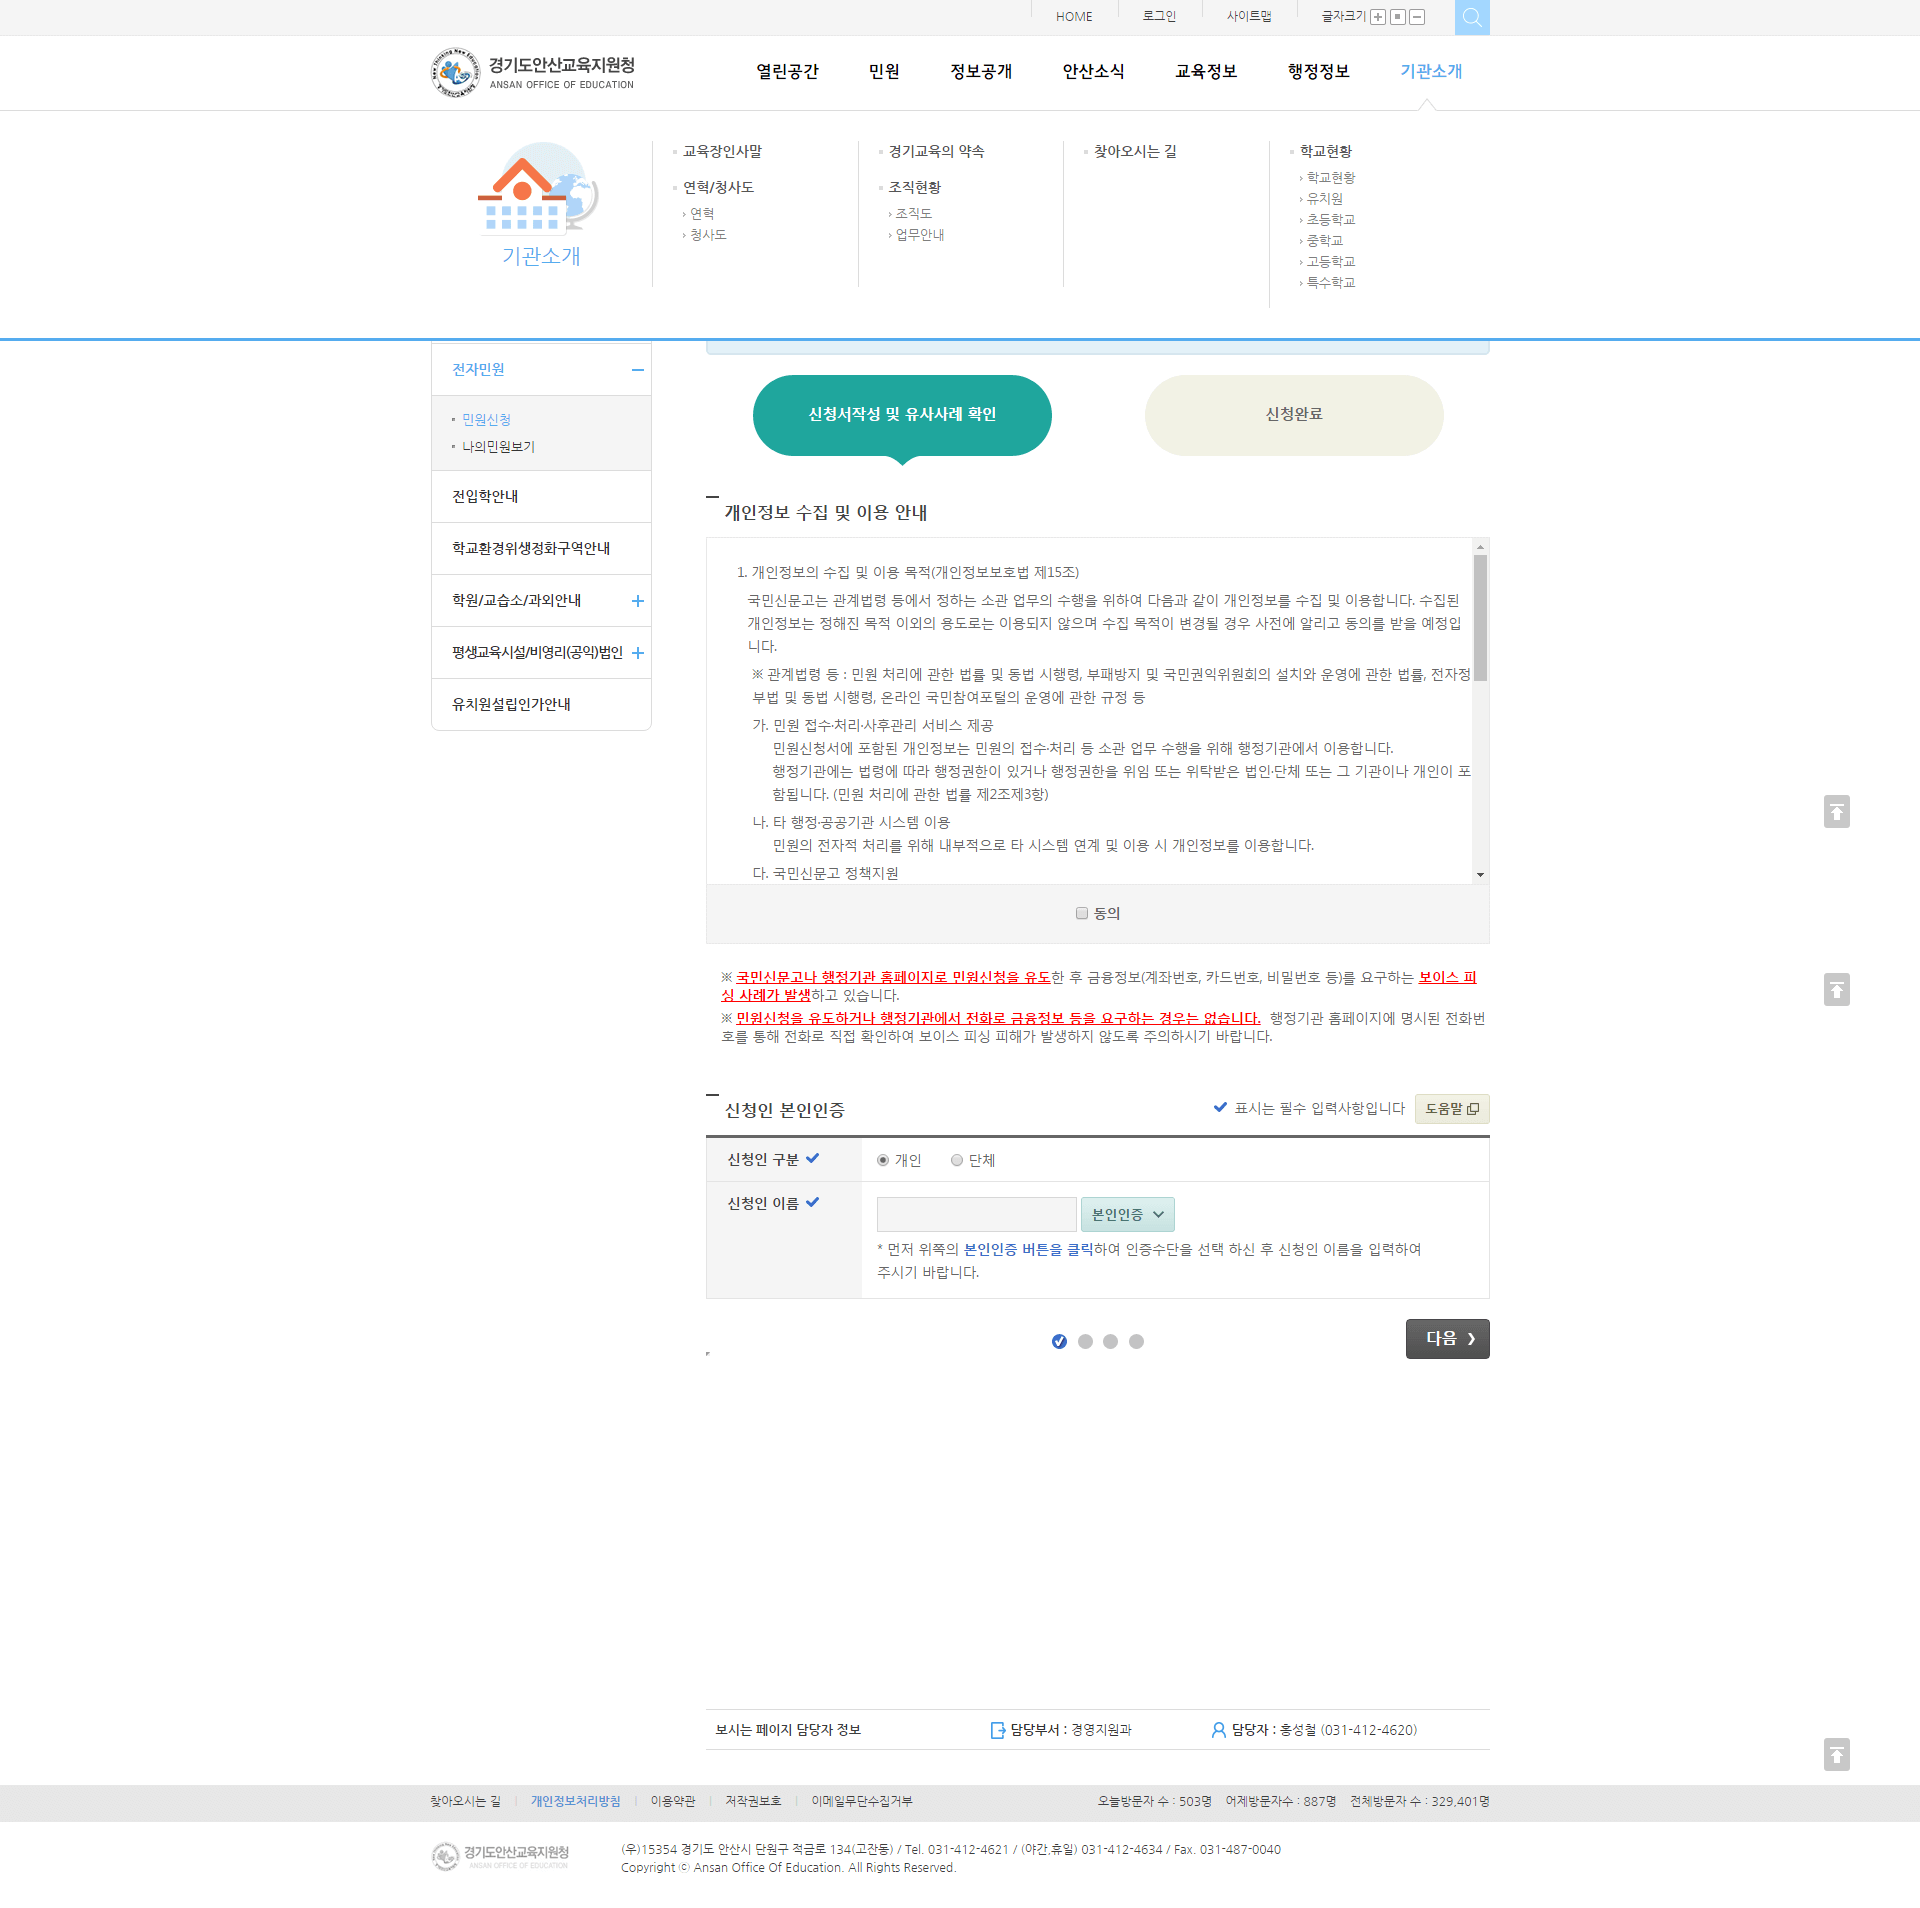 HOME 로그인 사이트맵 글자크기
경기도안산교육지원청
ANSAN OFFICE OF EDUCATION
열린공간 민원 정보공개 안산소식 교육정보 행정정보 기관소개
기관소개
교육장인사말
연혁/청사도
연혁
청사도
경기교육의 약속
조직현황
조직도
업무안내
찾아오시는 길
학교현황
학교현황
유치원
초등학교
중학교
고등학교
특수학교
전자민원
민원신청
나의민원보기
전입학안내
학교환경위생정화구역안내
학원/교습소/과외안내
평생교육시설/비영리(공익)법인
유치원설립인가안내
신청서작성 및 유사사례 확인
신청완료
개인정보 수집 및 이용 안내
1. 개인정보의 수집 및 이용 목적(개인정보보호법 제15조)
국민신문고는 관계법령 등에서 정하는 소관 업무의 수행을 위하여 다음과 같이 개인정보를 수집 및 이용합니다. 수집된
개인정보는 정해진 목적 이외의 용도로는 이용되지 않으며 수집 목적이 변경될 경우 사전에 알리고 동의를 받을 예정입
니다.
※ 관계법령 등 : 민원 처리에 관한 법률 및 동법 시행령, 부패방지 및 국민권익위원회의 설치와 운영에 관한 법률, 전자정
부법 및 동법 시행령, 온라인 국민참여포털의 운영에 관한 규정 등
가. 민원 접수·처리·사후관리 서비스 제공
민원신청서에 포함된 개인정보는 민원의 접수·처리 등 소관 업무 수행을 위해 행정기관에서 이용합니다.
행정기관에는 법령에 따라 행정권한이 있거나 행정권한을 위임 또는 위탁받은 법인·단체 또는 그 기관이나 개인이 포
함됩니다. (민원 처리에 관한 법률 제2조제3항)
나. 타 행정·공공기관 시스템 이용
민원의 전자적 처리를 위해 내부적으로 타 시스템 연계 및 이용 시 개인정보를 이용합니다.
다. 국민신문고 정책지원
동의
※ 국민신문고나 행정기관 홈페이지로 민원신청을 유도한 후 금융정보(계좌번호, 카드번호, 비밀번호 등)를 요구하는 보이스 피
싱 사례가 발생하고 있습니다.
※ 민원신청을 유도하거나 행정기관에서 전화로 금융정보 등을 요구하는 경우는 없습니다. 행정기관 홈페이지에 명시된 전화번
호를 통해 전화로 직접 확인하여 보이스 피싱 피해가 발생하지 않도록 주의하시기 바랍니다.
신청인 본인인증
표시는 필수 입력사항입니다 도움말
신청인 구분 개인 단체
신청인 이름 본인인증
* 먼저 위쪽의 본인인증 버튼을 클릭하여 인증수단을 선택 하신 후 신청인 이름을 입력하여
주시기 바랍니다.
다음
보시는 페이지 담당자 정보 담당부서 : 경영지원과 담당자 : 홍성철 (031-412-4620)
찾아오시는 길 개인정보처리방침 이용약관 저작권보호 이메일무단수집거부 오늘방문자 수 : 503명 어제방문자수 : 887명 전체방문자 수 : 329,401명
경기도안산교육지원청
ANSAN OFFICE OF EDUCATION
(우)15354 경기도 안산시 단원구 적금로 134(고잔동) / Tel. 031-412-4621 / (야간,휴일) 031-412-4634 / Fax. 031-487-0040
Copyright ⓒ Ansan Office Of Education. All Rights Reserved.